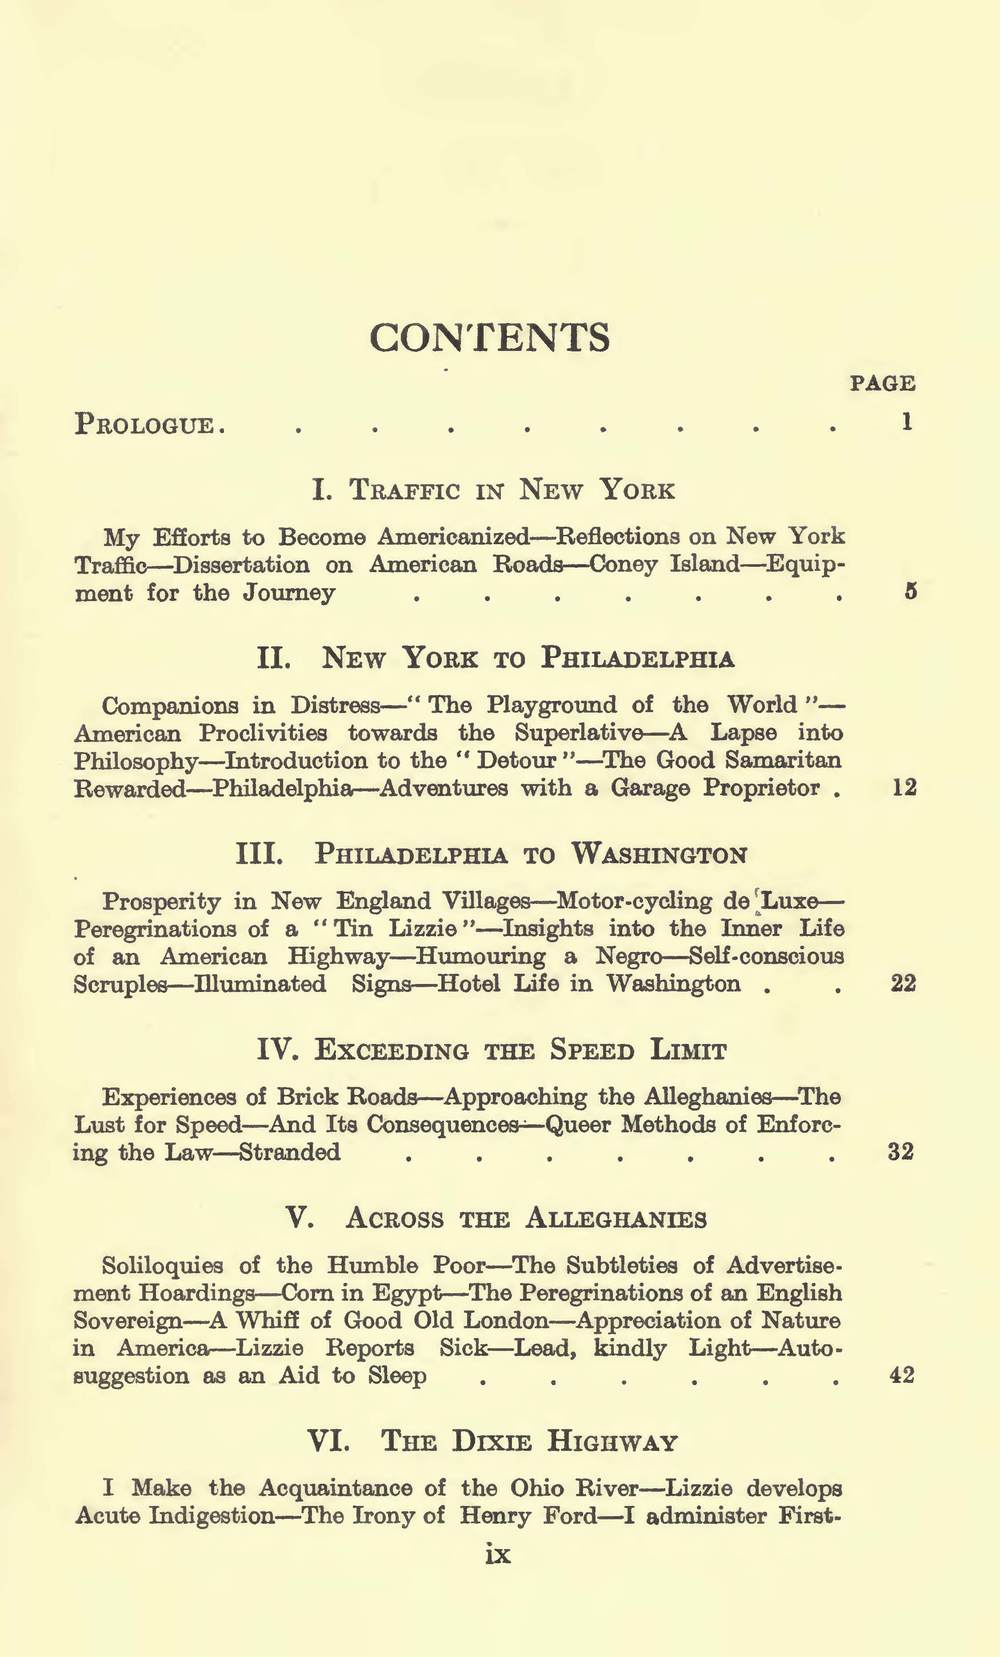 CONTENTS
PAGE
PROLOGUE. . . . . . . . . 1
I. TRAFFIC IN NEW YORK
My Efforts to Become Americanized—Reflections on New York
Traffic—Dissertation on American Roads—Coney Island—Equip-
ment for the Journey . . . . . . . 5
II. NEW YORK TO PHILADELPHIA
Companions in Distress—“ The Playground of the World ”—
American Proclivities towards the Superlative—A Lapse into
Philosophy—Introduction to the “ Detour ”—The Good Samaritan
Rewarded—Philadelphia—Adventures with a Garage Proprietor . 12
III. PHILADELPHIA TO WASHINGTON
Prosperity in New England Villages—Motor-cycling de Luxe—
Peregrinations of a “ Tin Lizzie ”—Insights into the Inner Life
of an American Highway—Humouring a Negro—Self-conscious
Scruples—Illuminated Signs—Hotel Life in Washington . . 22
IV. EXCEEDING THE SPEED LIMIT
Experiences of Brick Roads—Approaching the Alleghanies—The
Lust for Speed—And Its Consequences—Queer Methods of Enforc-
ing the Law—Stranded . . . . . . . 32
V. ACROSS THE ALLEGHANIES
Soliloquies of the Humble Poor—The Subtleties of Advertise-
ment Hoardings—Corn in Egypt—The Peregrinations of an English
Sovereign—A Whiff of Good Old London—Appreciation of Nature
in America—Lizzie Reports Sick—Lead, kindly Light—Auto-
suggestion as an Aid to Sleep . . . . . . 42
VI. THE DIXIE HIGHWAY
I Make the Acquaintance of the Ohio River—Lizzie develops
Acute Indigestion—The Irony of Henry Ford—I administer First-
ix